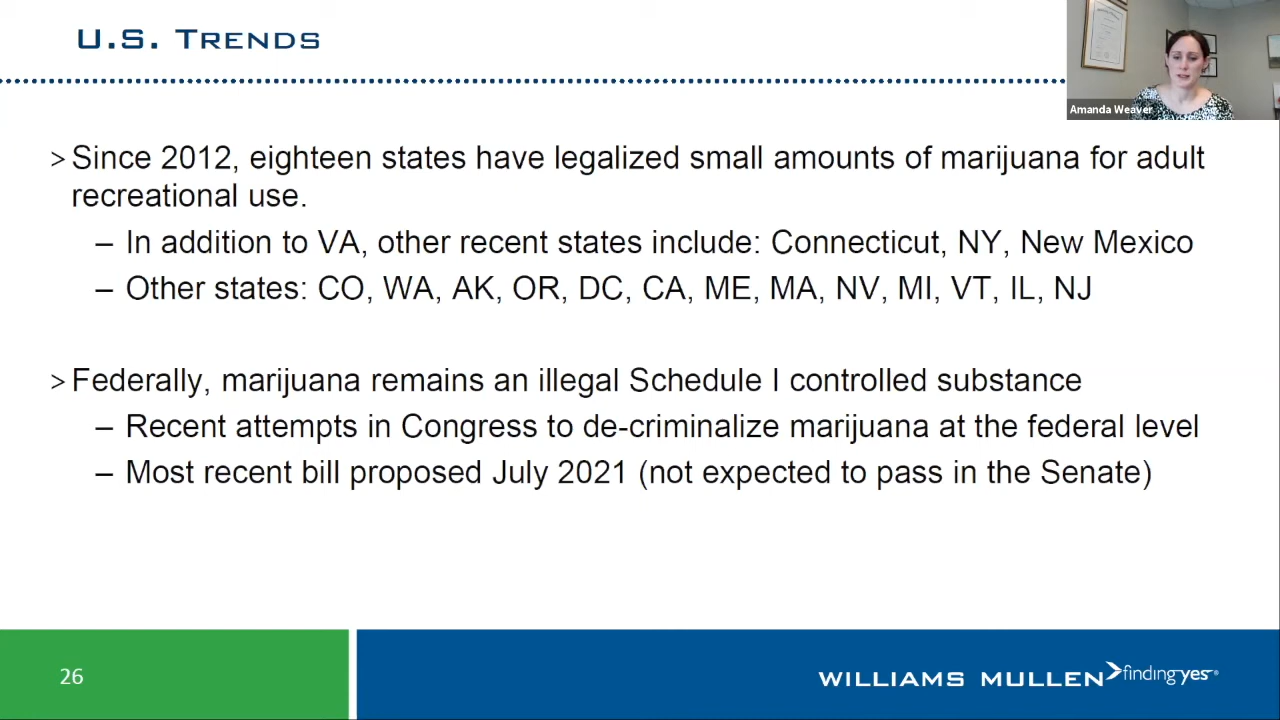 U.S. TRENDS
Amanda Weaver
> Since 2012, eighteen states have legalized small amounts of marijuana for adult
recreational use.
– In addition to VA, other recent states include: Connecticut, NY, New Mexico
– Other states: CO, WA, AK, OR, DC, CA, ME, MA, NV, MI, VT, IL, NJ
> Federally, marijuana remains an illegal Schedule I controlled substance
– Recent attempts in Congress to de-criminalize marijuana at the federal level
– Most recent bill proposed July 2021 (not expected to pass in the Senate)
26
WILLIAMS MULLEN finding yes®